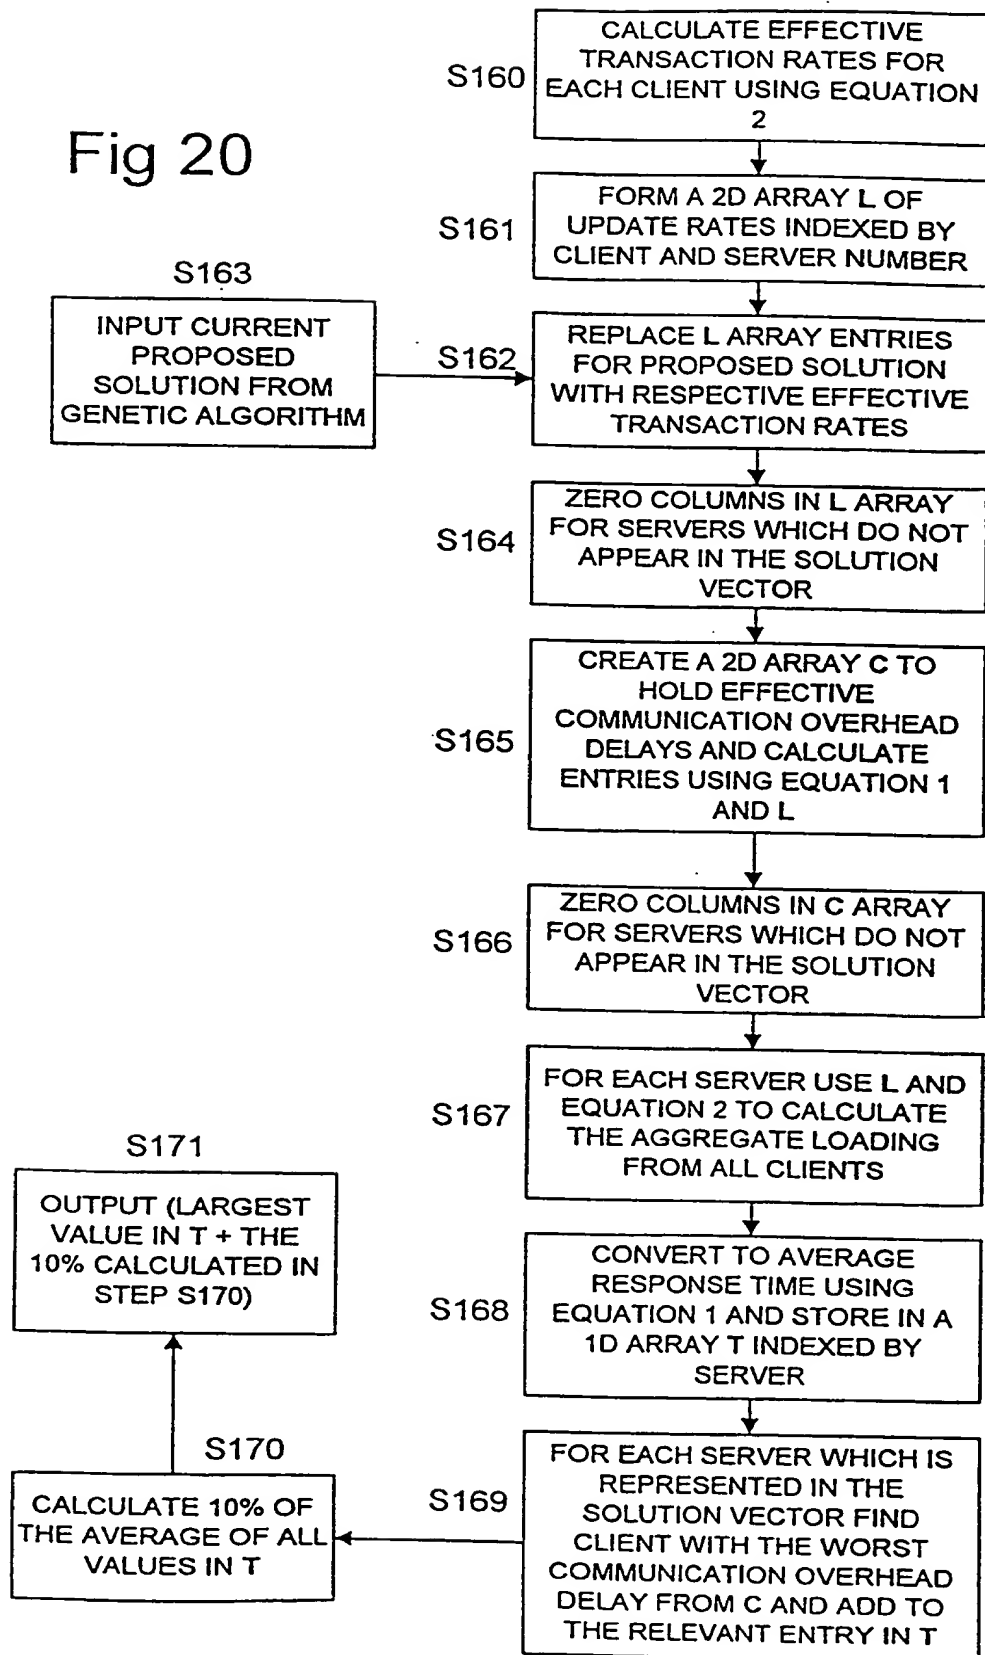 Fig 20
S160
CALCULATE EFFECTIVE
TRANSACTION RATES FOR
EACH CLIENT USING EQUATION
2
S161
FORM A 2D ARRAY L OF
UPDATE RATES INDEXED BY
CLIENT AND SERVER NUMBER
S163
INPUT CURRENT
PROPOSED
SOLUTION FROM
GENETIC ALGORITHM
S162
REPLACE L ARRAY ENTRIES
FOR PROPOSED SOLUTION
WITH RESPECTIVE EFFECTIVE
TRANSACTION RATES
S164
ZERO COLUMNS IN L ARRAY
FOR SERVERS WHICH DO NOT
APPEAR IN THE SOLUTION
VECTOR
S165
CREATE A 2D ARRAY C TO
HOLD EFFECTIVE
COMMUNICATION OVERHEAD
DELAYS AND CALCULATE
ENTRIES USING EQUATION 1
AND L
S166
ZERO COLUMNS IN C ARRAY
FOR SERVERS WHICH DO NOT
APPEAR IN THE SOLUTION
VECTOR
S167
FOR EACH SERVER USE L AND
EQUATION 2 TO CALCULATE
THE AGGREGATE LOADING
FROM ALL CLIENTS
S168
CONVERT TO AVERAGE
RESPONSE TIME USING
EQUATION 1 AND STORE IN A
1D ARRAY T INDEXED BY
SERVER
S169
FOR EACH SERVER WHICH IS
REPRESENTED IN THE
SOLUTION VECTOR FIND
CLIENT WITH THE WORST
COMMUNICATION OVERHEAD
DELAY FROM C AND ADD TO
THE RELEVANT ENTRY IN T
S170
CALCULATE 10% OF
THE AVERAGE OF ALL
VALUES IN T
S171
OUTPUT (LARGEST
VALUE IN T + THE
10% CALCULATED IN
STEP S170)